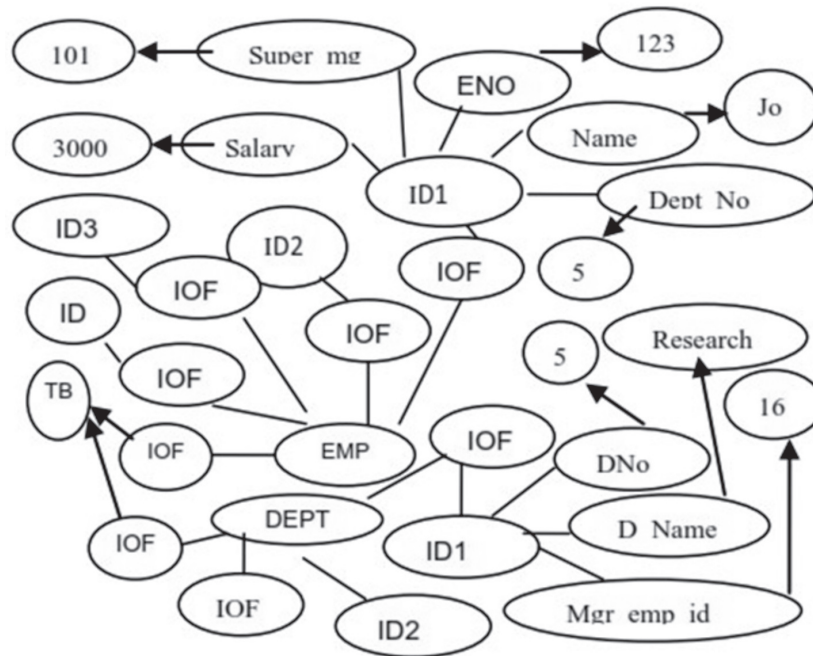 101
Super mg
123
ENO
3000
Salary
Name
Jo
ID1
Dept No
ID3
ID2
IOF
IOF
5
ID
IOF
5
Research
IOF
TB
16
IOF
EMP
IOF
DNo
DEPT
IOF
ID1
D Name
IOF
ID2
Mgr emp id